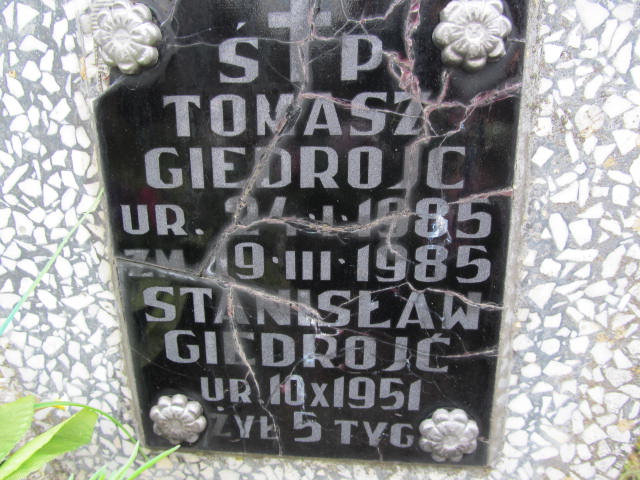 Ś P
TOMASZ
GIEDROJĆ
UR. 24·I·1985
ZM. 9·III·1985
STANISŁAW
GIEDROJĆ
UR 10 X 1951
ŻYŁ 5 TYG